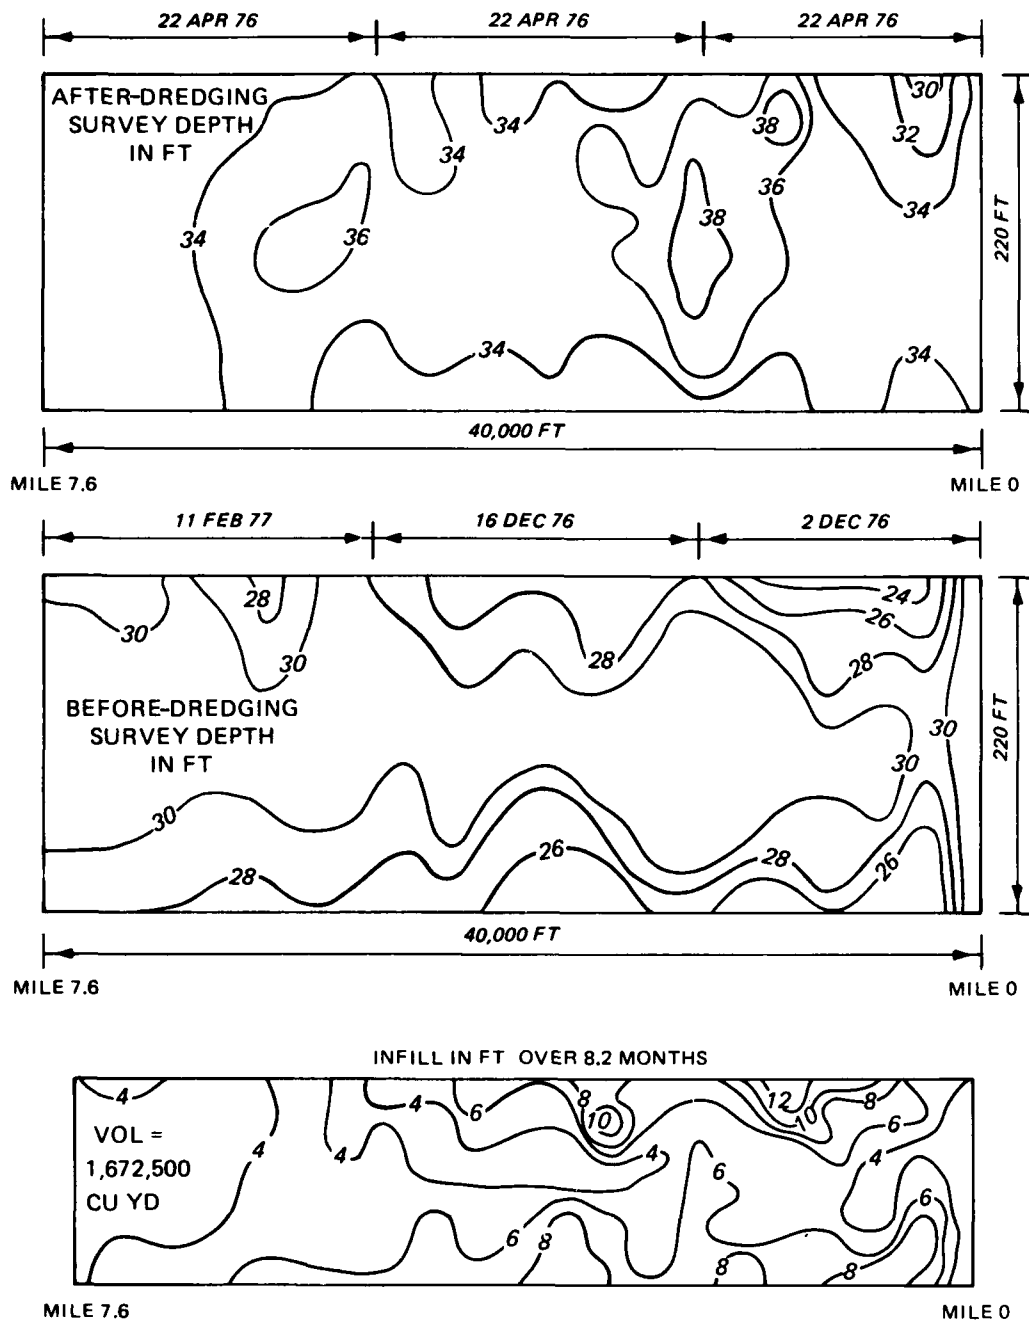 22 APR 76 22 APR 76 22 APR 76
AFTER-DREDGING
SURVEY DEPTH
IN FT
30
38
32
34
34
36
34
38
34
36
34
34
220 FT
40,000 FT
MILE 7.6 MILE 0
11 FEB 77 16 DEC 76 2 DEC 76
28
24
26
30
30
28
28
BEFORE-DREDGING
SURVEY DEPTH
IN FT
30
30
30
28
26
28
26
220 FT
40,000 FT
MILE 7.6 MILE 0
INFILL IN FT OVER 8.2 MONTHS
4
4
6
8
10
12
10
8
6
VOL =
1,672,500
CU YD
4
4
4
6
4
6
6
8
6
8
8
MILE 7.6 MILE 0